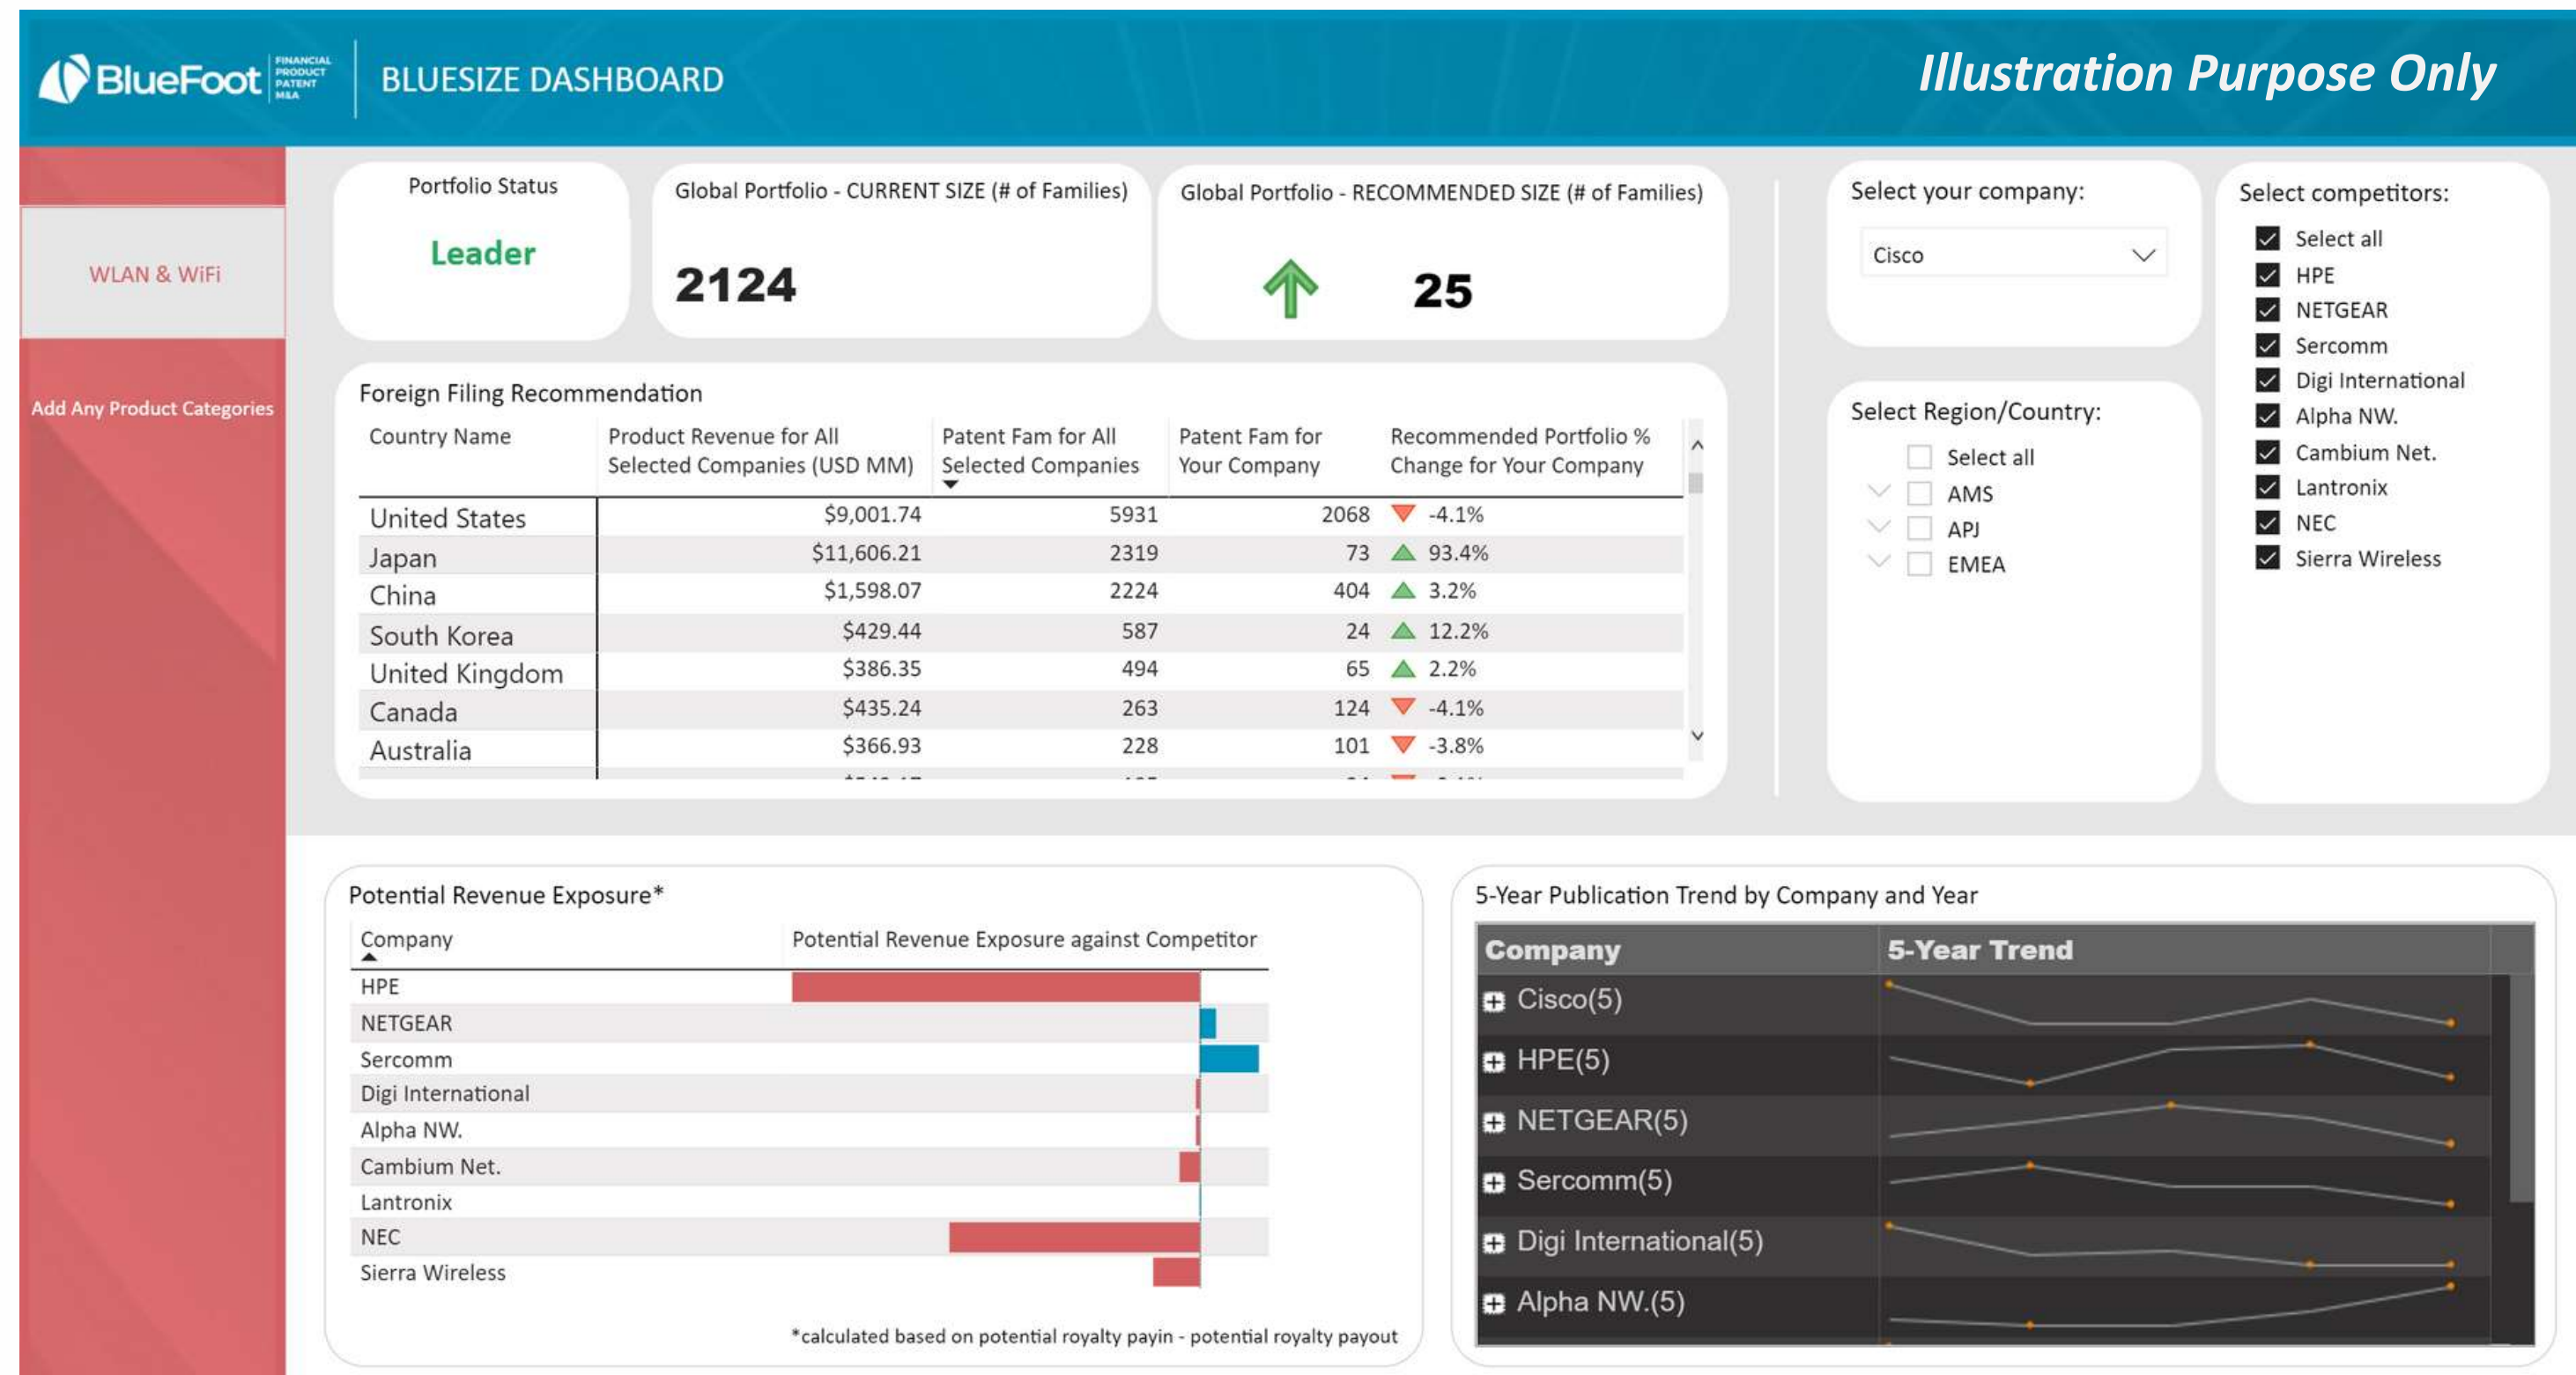 BlueFoot
FINANCIAL
PRODUCT
PATENT
M&A
BLUESIZE DASHBOARD
Illustration Purpose Only
WLAN & WiFi
Add Any Product Categories
Portfolio Status
Leader
Global Portfolio - CURRENT SIZE (# of Families)
2124
Global Portfolio - RECOMMENDED SIZE (# of Families)
25
Select your company:
Cisco
Select Region/Country:
Select all
AMS
APJ
EMEA
Select competitors:
Select all
HPE
NETGEAR
Sercomm
Digi International
Alpha NW.
Cambium Net.
Lantronix
NEC
Sierra Wireless
Foreign Filing Recommendation
Country Name
Product Revenue for All
Selected Companies (USD MM)
Patent Fam for All
Selected Companies
Patent Fam for
Your Company
Recommended Portfolio %
Change for Your Company
United States $9,001.74 5931 2068 -4.1%
Japan $11,606.21 2319 73 93.4%
China $1,598.07 2224 404 3.2%
South Korea $429.44 587 24 12.2%
United Kingdom $386.35 494 65 2.2%
Canada $435.24 263 124 -4.1%
Australia $366.93 228 101 -3.8%
Potential Revenue Exposure*
Company Potential Revenue Exposure against Competitor
HPE
NETGEAR
Sercomm
Digi International
Alpha NW.
Cambium Net.
Lantronix
NEC
Sierra Wireless
*calculated based on potential royalty payin - potential royalty payout
5-Year Publication Trend by Company and Year
Company 5-Year Trend
Cisco(5)
HPE(5)
NETGEAR(5)
Sercomm(5)
Digi International(5)
Alpha NW.(5)